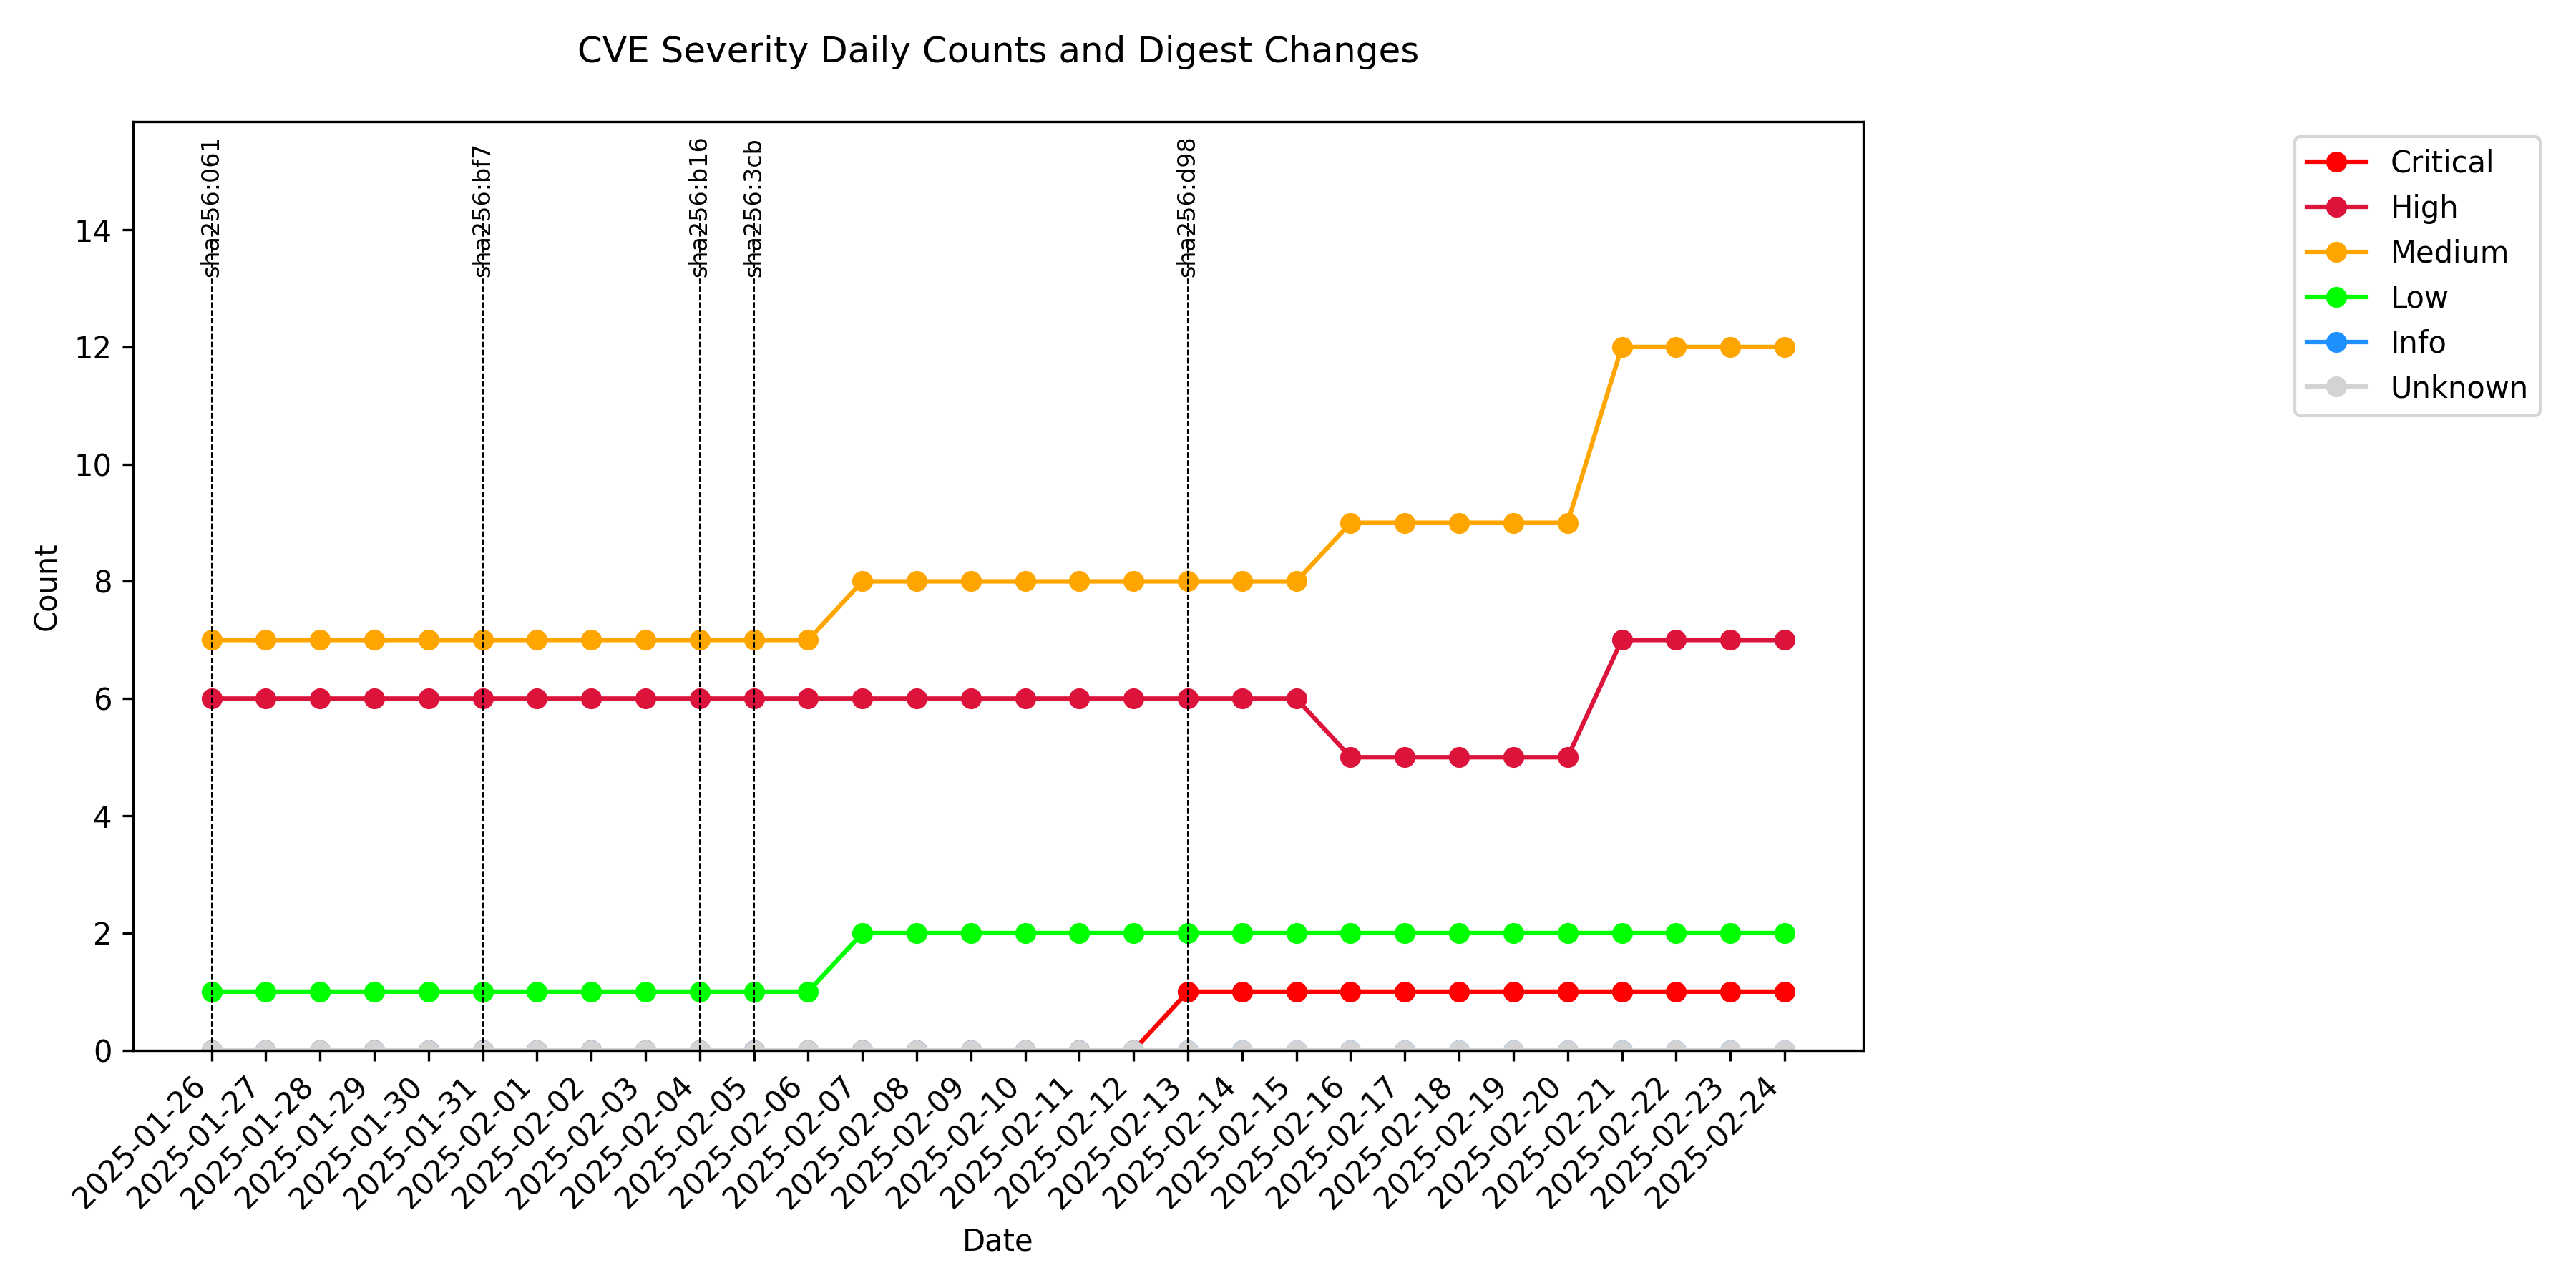 CVE Severity Daily Counts and Digest Changes
sha256:061
sha256:bf7
sha256:b16
sha256:3cb
sha256:d98
Critical
High
Medium
Low
Info
Unknown
Count
14
12
10
8
6
4
2
0
2025-01-26
2025-01-27
2025-01-28
2025-01-29
2025-01-30
2025-01-31
2025-02-01
2025-02-02
2025-02-03
2025-02-04
2025-02-05
2025-02-06
2025-02-07
2025-02-08
2025-02-09
2025-02-10
2025-02-11
2025-02-12
2025-02-13
2025-02-14
2025-02-15
2025-02-16
2025-02-17
2025-02-18
2025-02-19
2025-02-20
2025-02-21
2025-02-22
2025-02-23
2025-02-24
Date